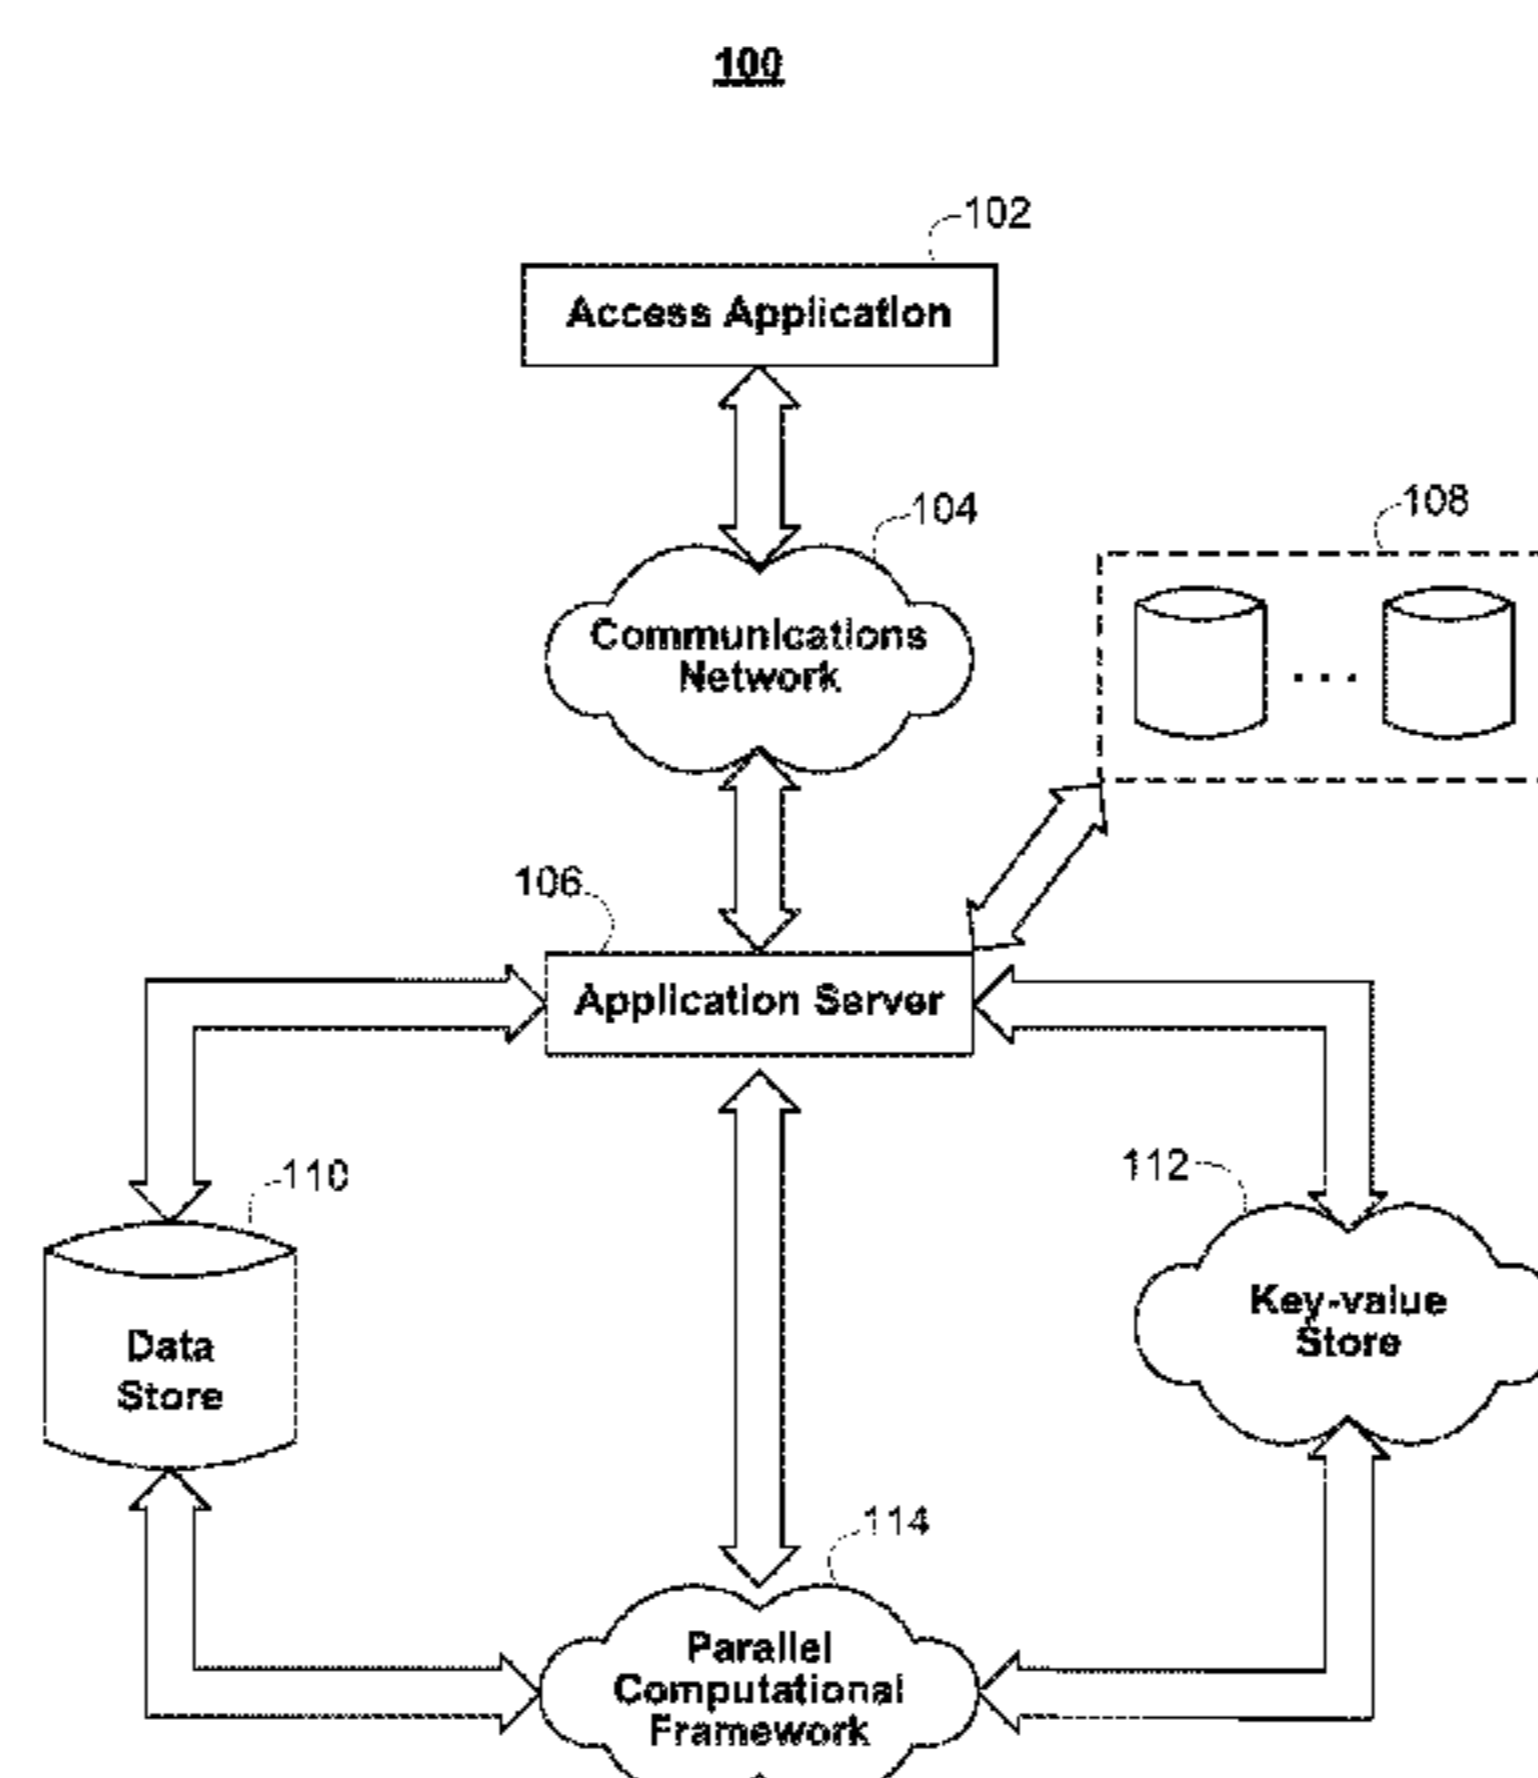 100
102
Access Application
104
108
Communications
Network
. . .
106
Application Server
110
112
Data
Store
Key-value
Store
114
Parallel
Computational
Framework